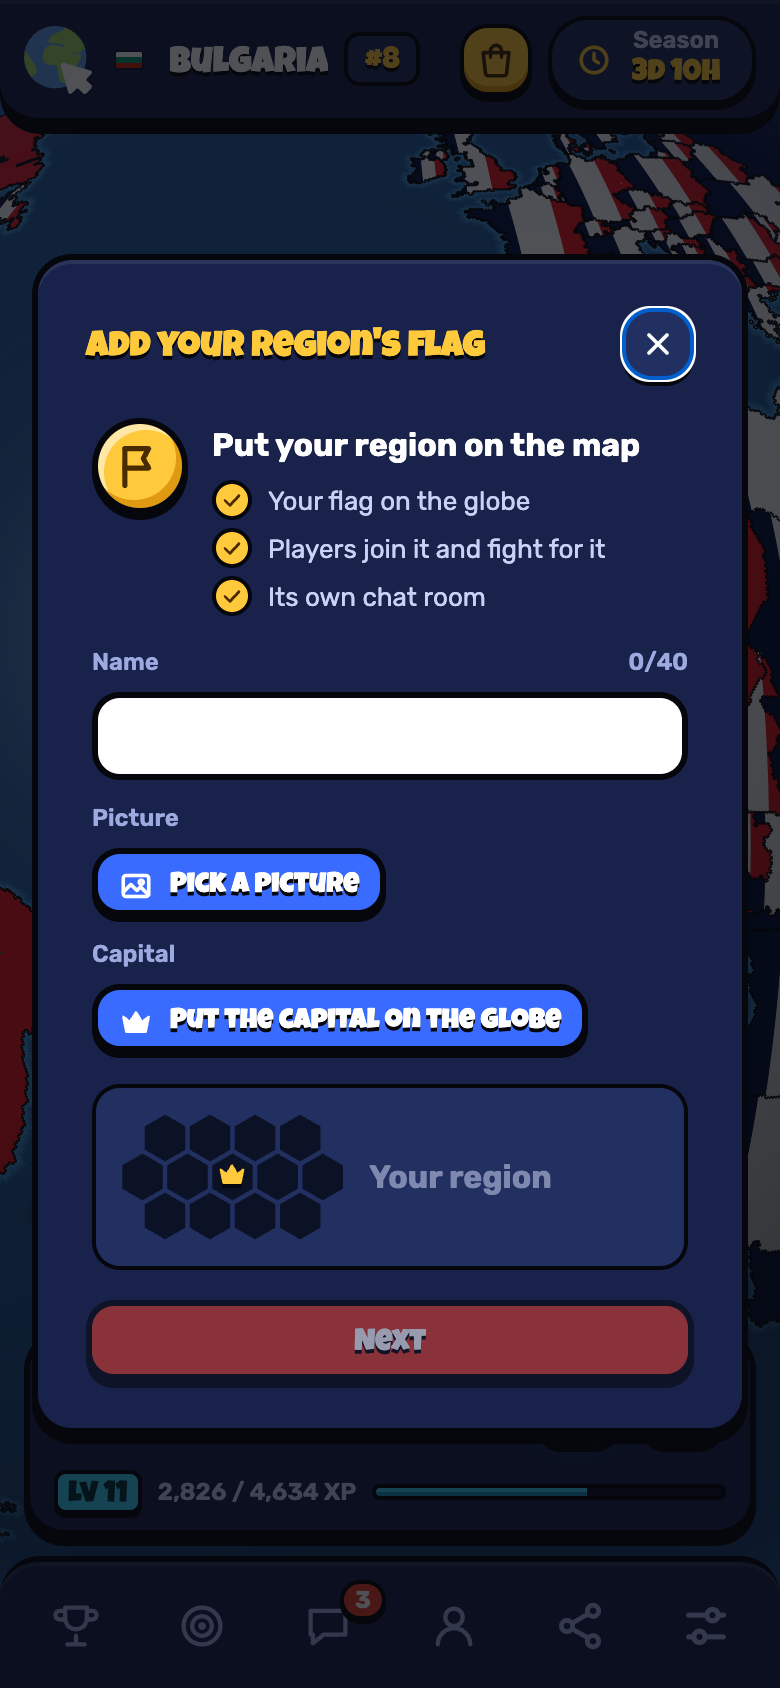 BULGARIA
#8
Season
3D 10H
ADD YOUR REGION'S FLAG
Put your region on the map
Your flag on the globe
Players join it and fight for it
Its own chat room
Name
0/40
Picture
PICK A PICTURE
Capital
PUT THE CAPITAL ON THE GLOBE
Your region
NEXT
LV 11
2,826 / 4,634 XP
3